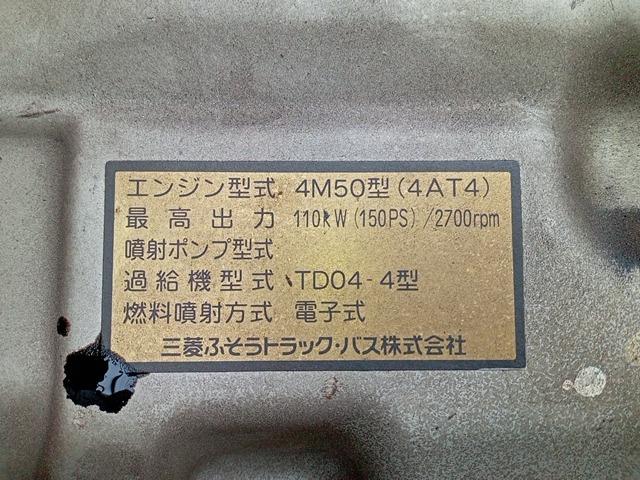 エンジン型式 4M50型(4AT4)
最高出力 110kW(150PS)/2700rpm
噴射ポンプ型式
過給機型式 TD04-4型
燃料噴射方式 電子式
三菱ふそうトラック・バス株式会社